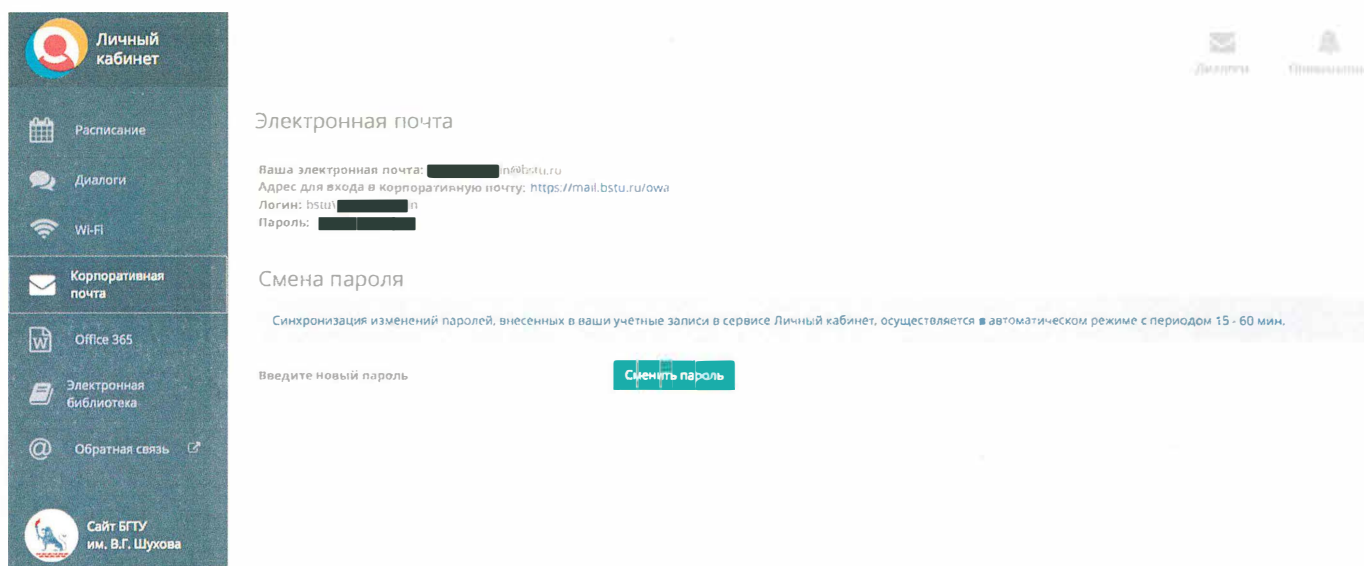 Личный
кабинет
Диалоги
Расписание
Диалоги
Wi-Fi
Корпоративная
почта
Office 365
Электронная
библиотека
Обратная связь
Сайт БГТУ
им. В.Г. Шухова
Электронная почта
Ваша электронная почта: in@bstu.ru
Адрес для входа в корпоративную почту: https://mail.bstu.ru/owa
Логин: bstu\ n
Пароль:
Смена пароля
Синхронизация изменений паролей, внесенных в ваши учетные записи в сервисе Личный кабинет, осуществляется в автоматическом режиме с периодом 15 - 60 мин.
Введите новый пароль
Сменить пароль